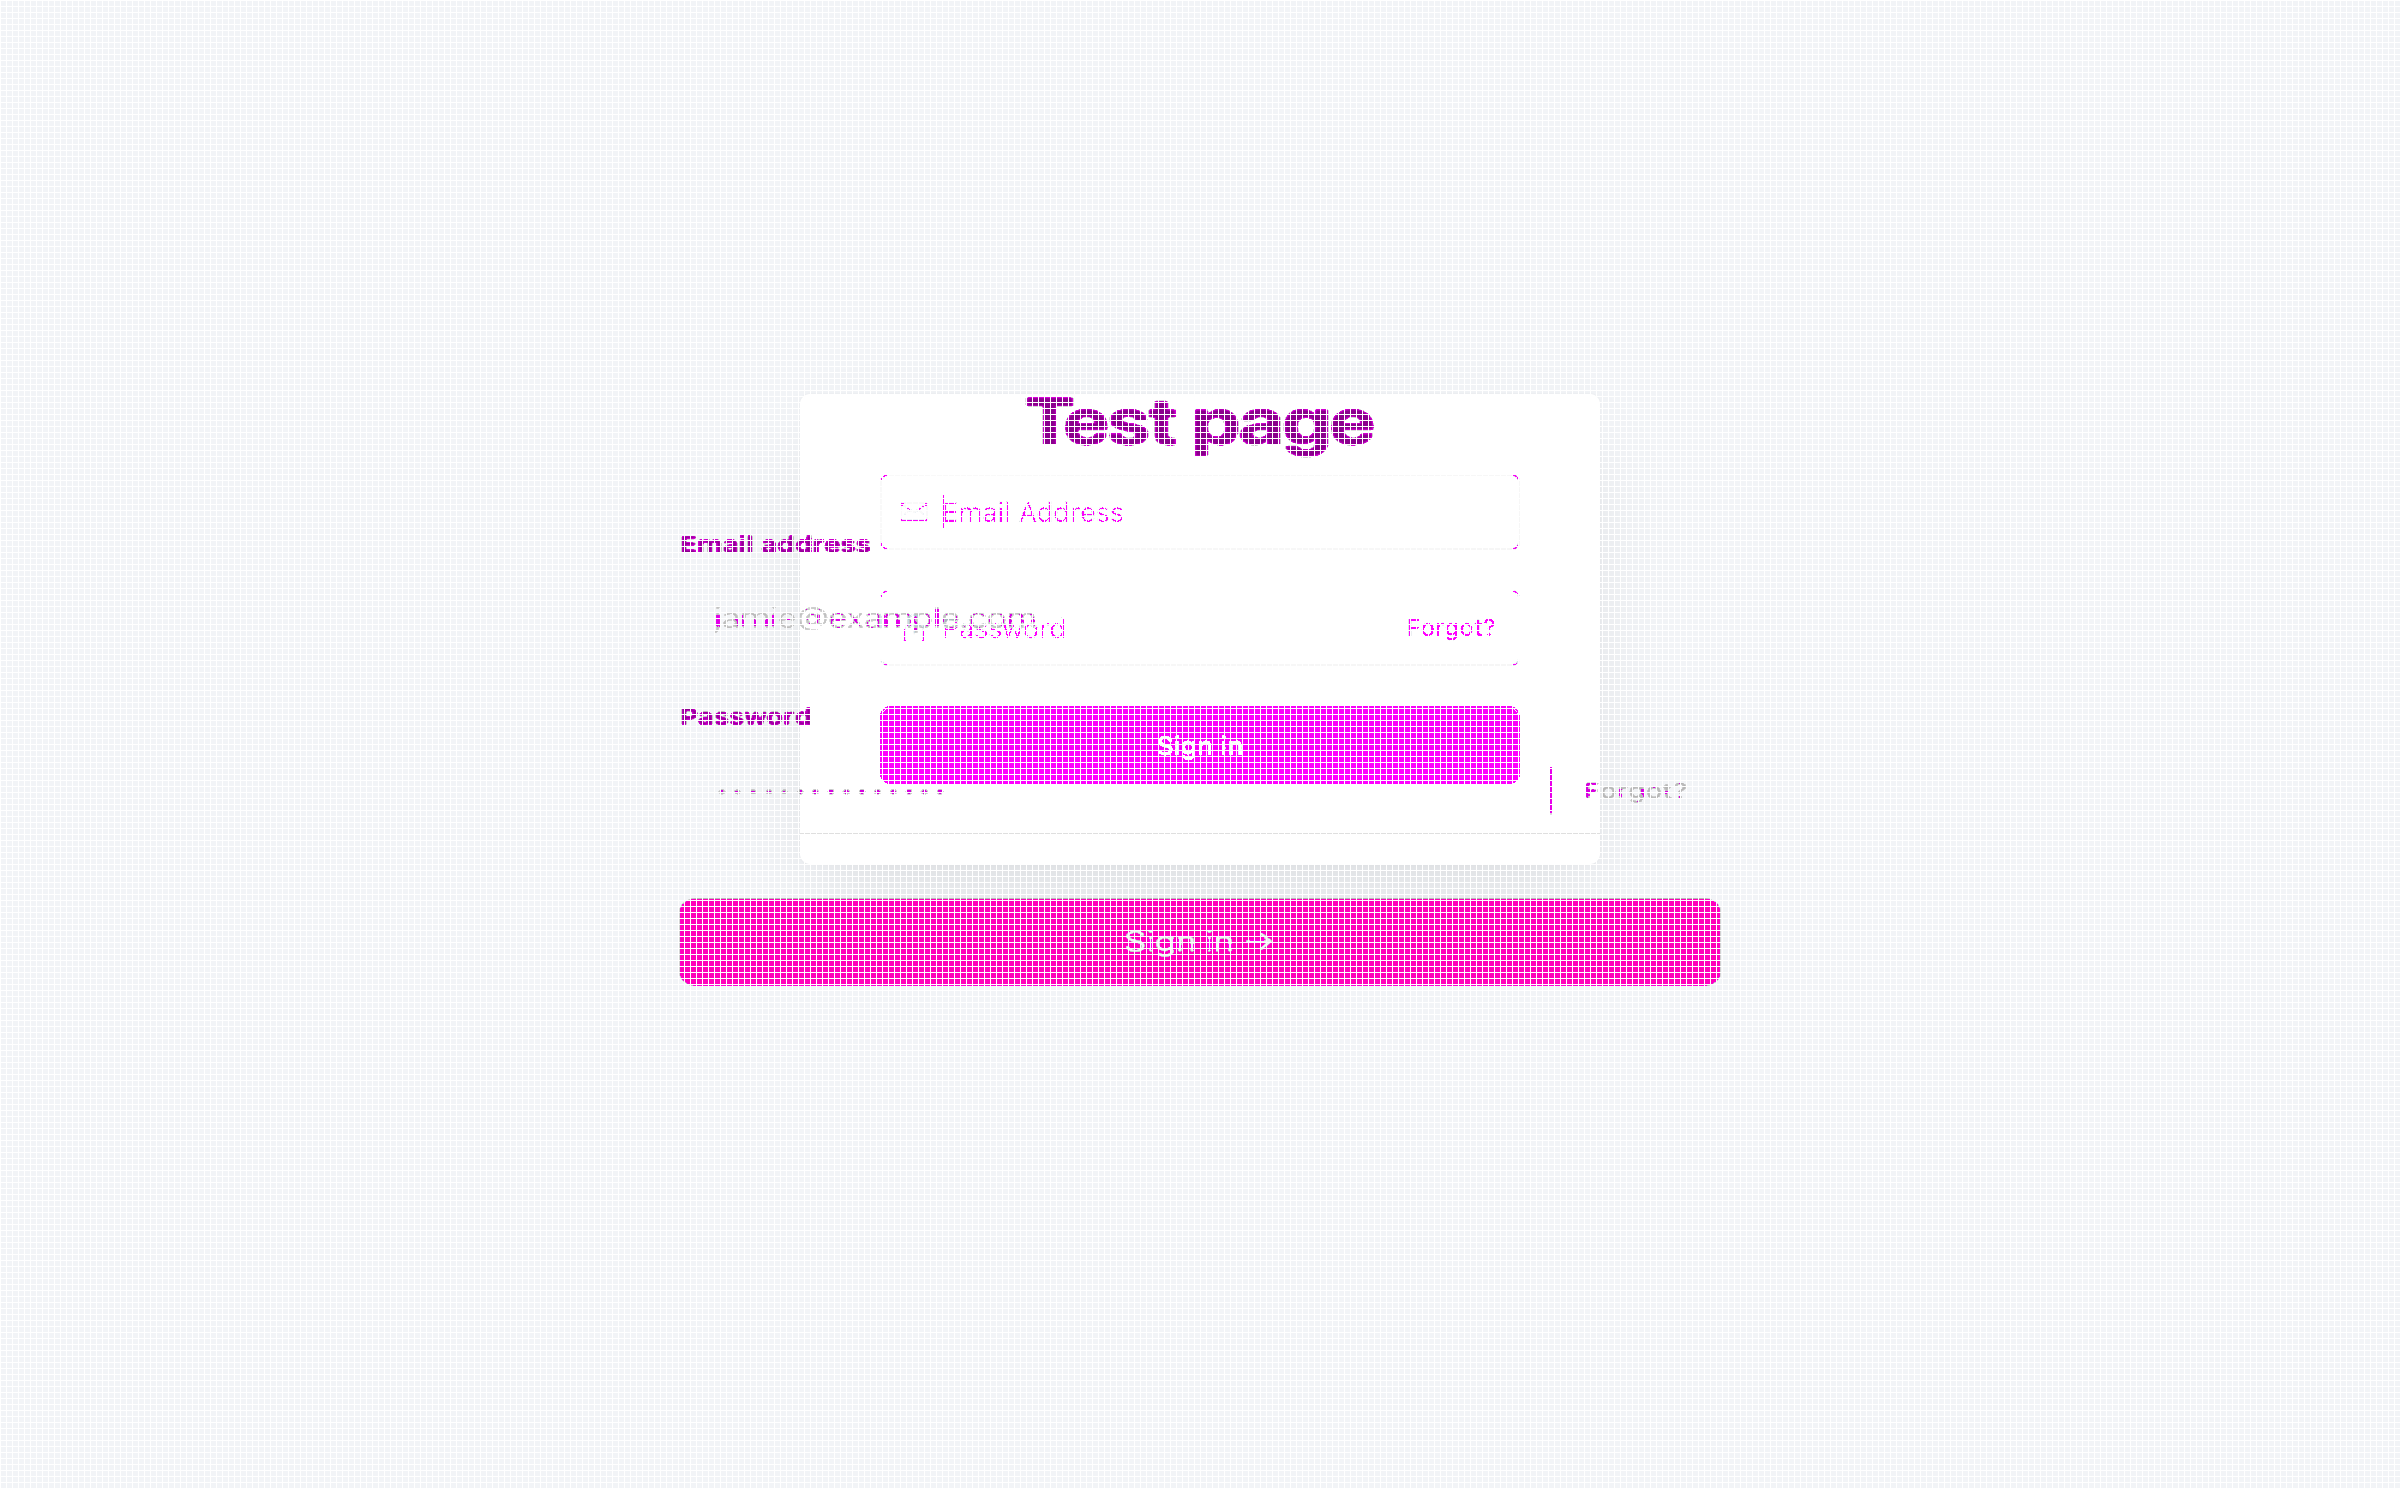 Test page
Email Address
Email address
jamie@example.com
Password
Forgot?
Password
Sign in
Forgot?
Sign in →